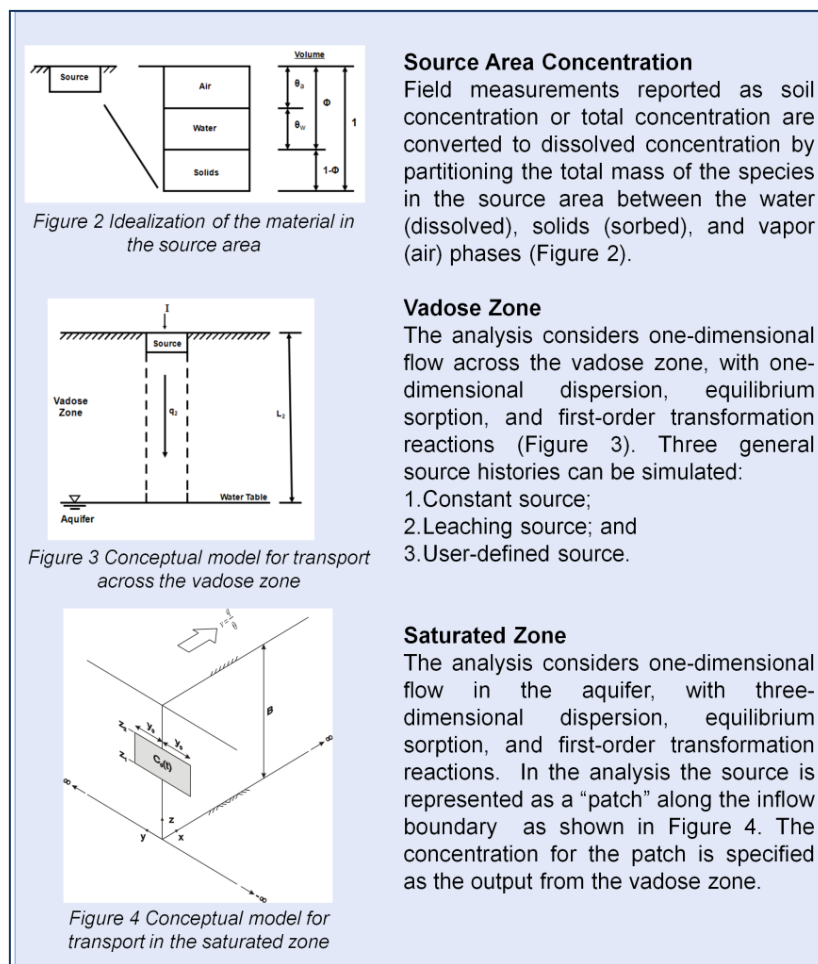 Volume
Source
Air
Water
Solids
θa
θw
Φ
1-Φ
1
Figure 2 Idealization of the material in
the source area
Source Area Concentration
Field measurements reported as soil
concentration or total concentration are
converted to dissolved concentration by
partitioning the total mass of the species
in the source area between the water
(dissolved), solids (sorbed), and vapor
(air) phases (Figure 2).
I
Source
Vadose
Zone
q2
L2
Water Table
Aquifer
Figure 3 Conceptual model for transport
across the vadose zone
Vadose Zone
The analysis considers one-dimensional
flow across the vadose zone, with one-
dimensional dispersion, equilibrium
sorption, and first-order transformation
reactions (Figure 3). Three general
source histories can be simulated:
1.Constant source;
2.Leaching source; and
3.User-defined source.
B
C0(t)
z
y
x
∞
∞
-∞
Figure 4 Conceptual model for
transport in the saturated zone
Saturated Zone
The analysis considers one-dimensional
flow in the aquifer, with three-
dimensional dispersion, equilibrium
sorption, and first-order transformation
reactions. In the analysis the source is
represented as a “patch” along the inflow
boundary as shown in Figure 4. The
concentration for the patch is specified
as the output from the vadose zone.